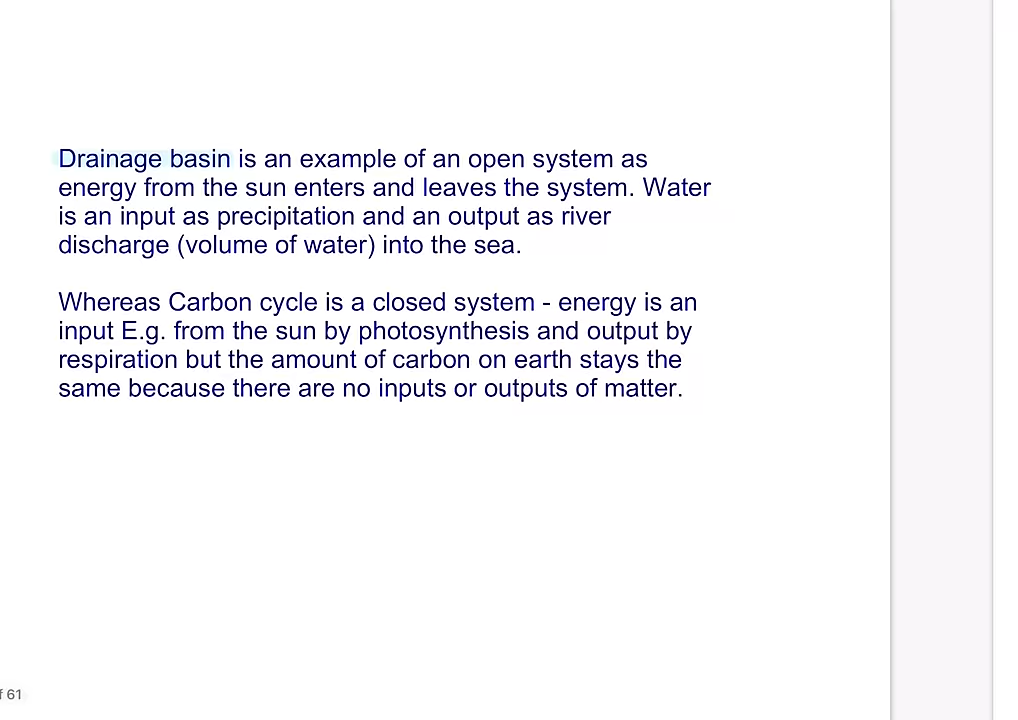 Drainage basin is an example of an open system as
energy from the sun enters and leaves the system. Water
is an input as precipitation and an output as river
discharge (volume of water) into the sea.
Whereas Carbon cycle is a closed system - energy is an
input E.g. from the sun by photosynthesis and output by
respiration but the amount of carbon on earth stays the
same because there are no inputs or outputs of matter.
f 61